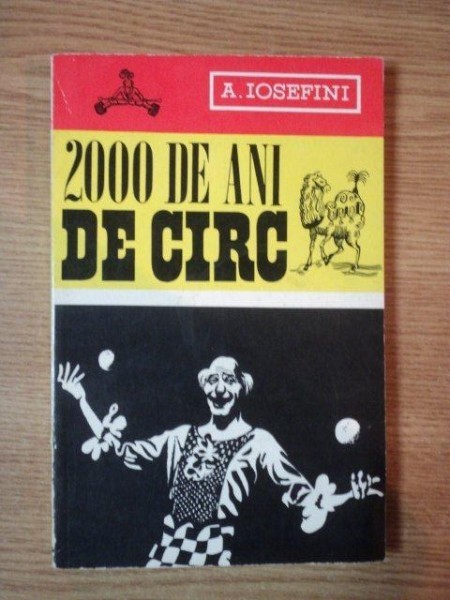 A. IOSEFINI
2000 DE ANI
DE CIRC